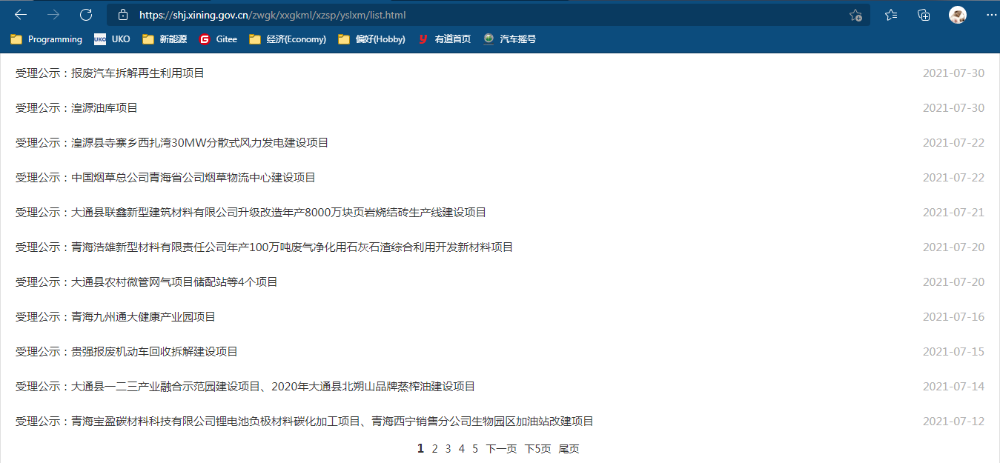 https://shj.xining.gov.cn/zwgk/xxgkml/xzsp/yslxm/list.html
Programming UKO UKO 新能源 G Gitee 经济(Economy) 偏好(Hobby) y 有道首页 汽车摇号
受理公示：报废汽车拆解再生利用项目 2021-07-30
受理公示：湟源油库项目 2021-07-30
受理公示：湟源县寺寨乡西扎湾30MW分散式风力发电建设项目 2021-07-22
受理公示：中国烟草总公司青海省公司烟草物流中心建设项目 2021-07-22
受理公示：大通县联鑫新型建筑材料有限公司升级改造年产8000万块页岩烧结砖生产线建设项目 2021-07-21
受理公示：青海浩雄新型材料有限责任公司年产100万吨废气净化用石灰石渣综合利用开发新材料项目 2021-07-20
受理公示：大通县农村微管网气项目储配站等4个项目 2021-07-20
受理公示：青海九州通大健康产业园项目 2021-07-16
受理公示：贵强报废机动车回收拆解建设项目 2021-07-15
受理公示：大通县一二三产业融合示范园建设项目、2020年大通县北朔山品牌蒸榨油建设项目 2021-07-14
受理公示：青海宝盈碳材料科技有限公司锂电池负极材料碳化加工项目、青海西宁销售分公司生物园区加油站改建项目 2021-07-12
1 2 3 4 5 下一页 下5页 尾页